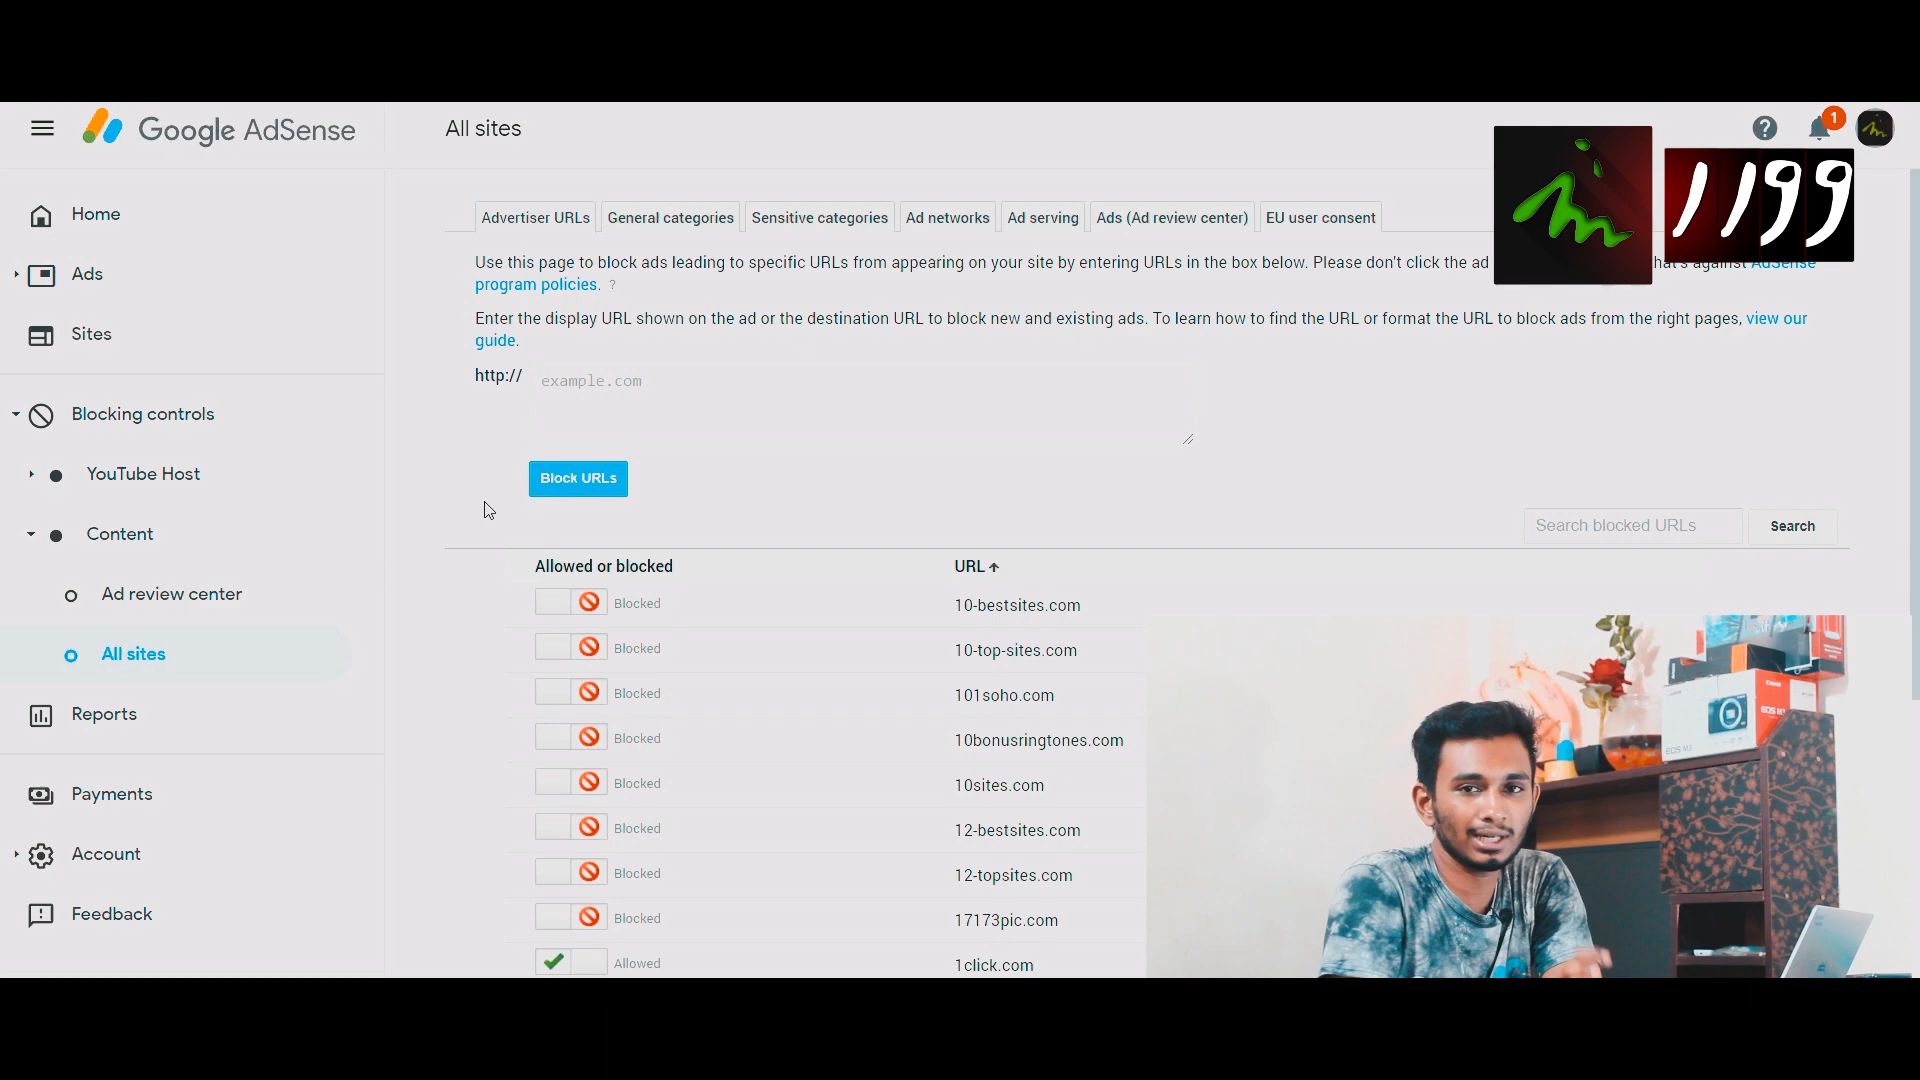 Google AdSense
All sites
1
1199
Home
Ads
Sites
Blocking controls
YouTube Host
Content
Ad review center
All sites
Reports
Payments
Account
Feedback
Advertiser URLs
General categories
Sensitive categories
Ad networks
Ad serving
Ads (Ad review center)
EU user consent
Use this page to block ads leading to specific URLs from appearing on your site by entering URLs in the box below. Please don't click the ad hat's against AdSense
program policies. ?
Enter the display URL shown on the ad or the destination URL to block new and existing ads. To learn how to find the URL or format the URL to block ads from the right pages, view our
guide.
http:// example.com
Block URLs
Search blocked URLs Search
Allowed or blocked URL
Blocked 10-bestsites.com
Blocked 10-top-sites.com
Blocked 101soho.com
Blocked 10bonusringtones.com
Blocked 10sites.com
Blocked 12-bestsites.com
Blocked 12-topsites.com
Blocked 17173pic.com
Allowed 1click.com
Canon
EOS M